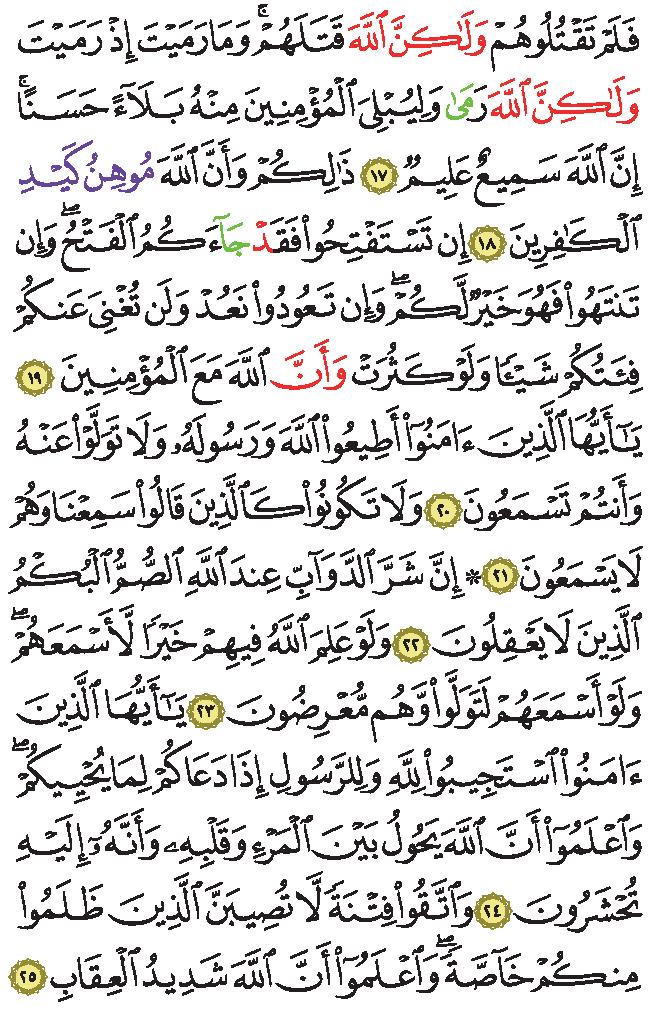 فَلَمْ تَقْتُلُوهُمْ وَلَٰكِنَّ ٱللَّهَ قَتَلَهُمْ ۚ وَمَا رَمَيْتَ إِذْ رَمَيْتَ
وَلَٰكِنَّ ٱللَّهَ رَمَىٰ وَلِيُبْلِىَ ٱلْمُؤْمِنِينَ مِنْهُ بَلَآءً حَسَنًا ۚ
إِنَّ ٱللَّهَ سَمِيعٌ عَلِيمٌ ١٧ ذَٰلِكُمْ وَأَنَّ ٱللَّهَ مُوهِنُ كَيْدِ
ٱلْكَٰفِرِينَ ١٨ إِن تَسْتَفْتِحُوا۟ فَقَدْ جَآءَكُمُ ٱلْفَتْحُ ۖ وَإِن
تَنتَهُوا۟ فَهُوَ خَيْرٌ لَّكُمْ ۖ وَإِن تَعُودُوا۟ نَعُدْ وَلَن تُغْنِىَ عَنكُمْ
فِئَتُكُمْ شَيْـًٔا وَلَوْ كَثُرَتْ وَأَنَّ ٱللَّهَ مَعَ ٱلْمُؤْمِنِينَ ١٩
يَٰٓأَيُّهَا ٱلَّذِينَ ءَامَنُوٓا۟ أَطِيعُوا۟ ٱللَّهَ وَرَسُولَهُۥ وَلَا تَوَلَّوْا۟ عَنْهُ
وَأَنتُمْ تَسْمَعُونَ ٢٠ وَلَا تَكُونُوا۟ كَٱلَّذِينَ قَالُوا۟ سَمِعْنَا وَهُمْ
لَا يَسْمَعُونَ ٢١ ۞ إِنَّ شَرَّ ٱلدَّوَآبِّ عِندَ ٱللَّهِ ٱلصُّمُّ ٱلْبُكْمُ
ٱلَّذِينَ لَا يَعْقِلُونَ ٢٢ وَلَوْ عَلِمَ ٱللَّهُ فِيهِمْ خَيْرًا لَّأَسْمَعَهُمْ ۖ
وَلَوْ أَسْمَعَهُمْ لَتَوَلَّوا۟ وَّهُم مُّعْرِضُونَ ٢٣ يَٰٓأَيُّهَا ٱلَّذِينَ
ءَامَنُوا۟ ٱسْتَجِيبُوا۟ لِلَّهِ وَلِلرَّسُولِ إِذَا دَعَاكُمْ لِمَا يُحْيِيكُمْ ۖ
وَٱعْلَمُوٓا۟ أَنَّ ٱللَّهَ يَحُولُ بَيْنَ ٱلْمَرْءِ وَقَلْبِهِۦ وَأَنَّهُۥٓ إِلَيْهِ
تُحْشَرُونَ ٢٤ وَٱتَّقُوا۟ فِتْنَةً لَّا تُصِيبَنَّ ٱلَّذِينَ ظَلَمُوا۟
مِنكُمْ خَآصَّةً ۖ وَٱعْلَمُوٓا۟ أَنَّ ٱللَّهَ شَدِيدُ ٱلْعِقَابِ ٢٥